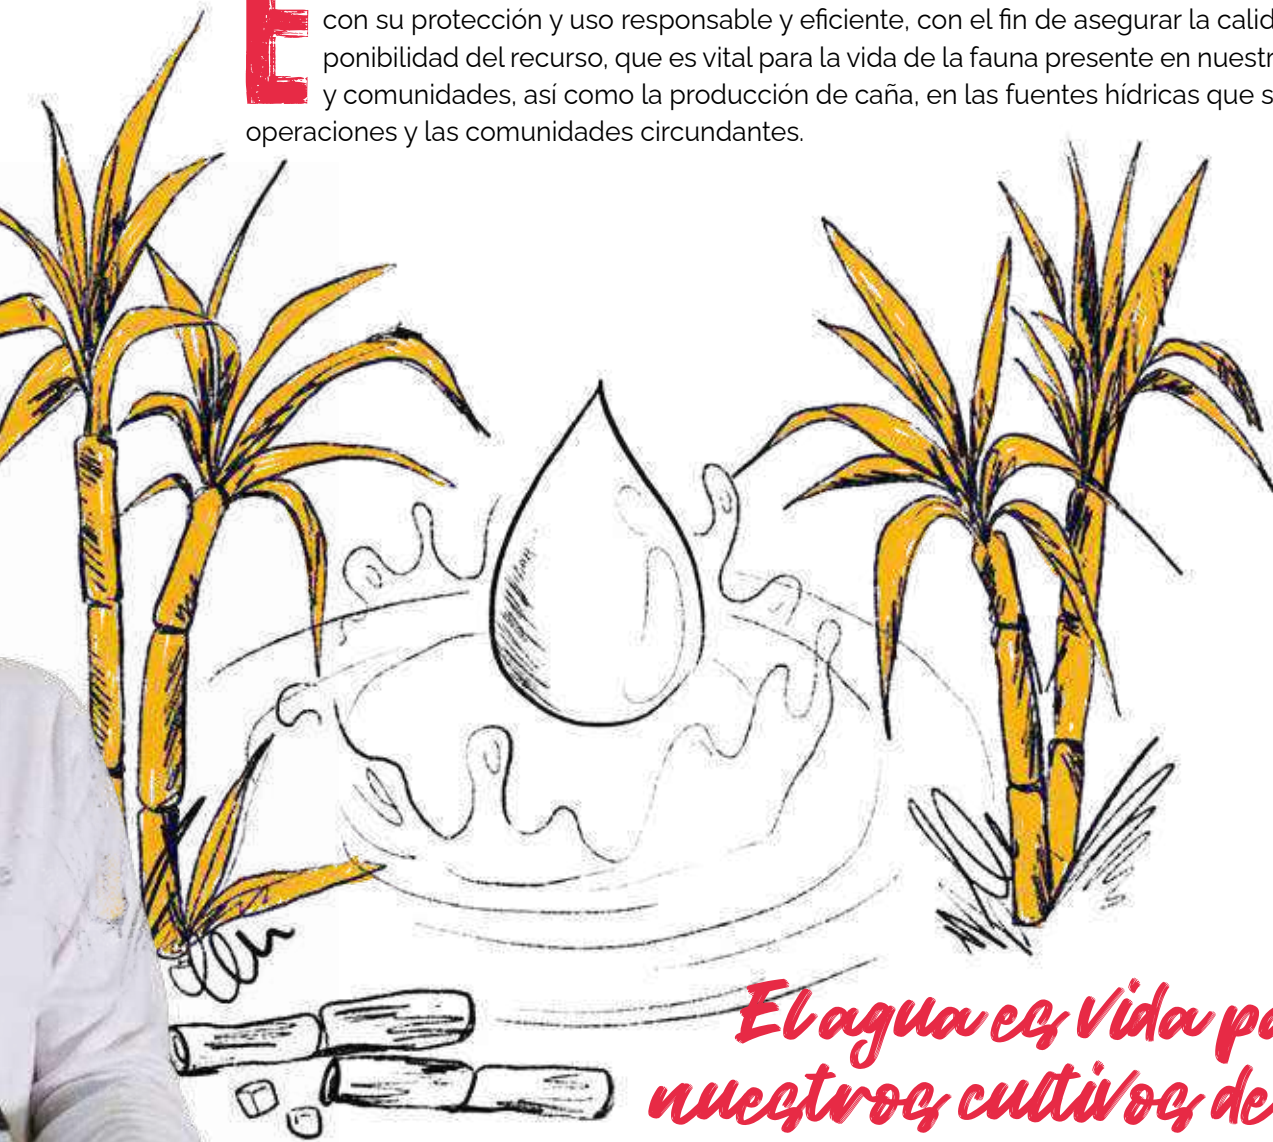 E con su protección y uso responsable y eficiente, con el fin de asegurar la calid
ponibilidad del recurso, que es vital para la vida de la fauna presente en nuestr
y comunidades, así como la producción de caña, en las fuentes hídricas que s
operaciones y las comunidades circundantes.
El agua es vida pa
nuestros cultivos de